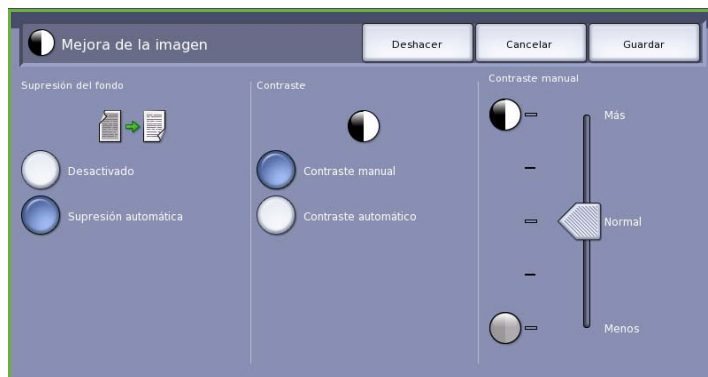 Mejora de la imagen
Deshacer
Cancelar
Guardar
Supresión del fondo
Desactivado
Supresión automática
Contraste
Contraste manual
Contraste automático
Contraste manual
Más
Normal
Menos